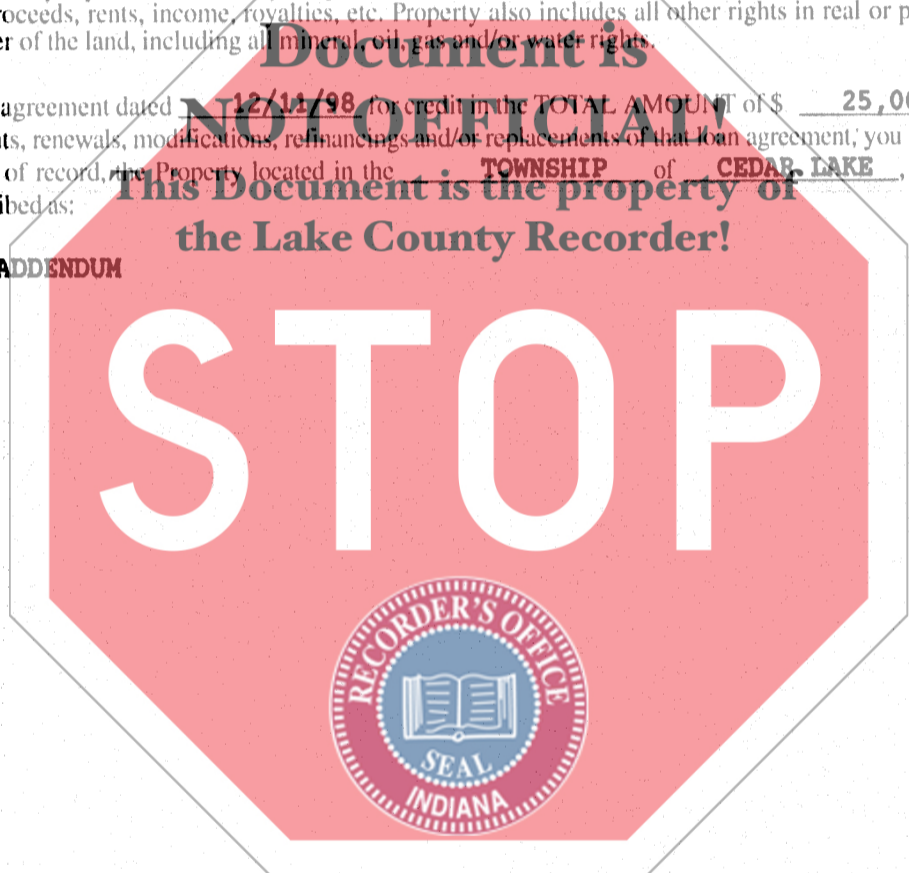 roceeds, rents, income, royalties, etc. Property also includes all other rights in real or p
er of the land, including all mineral, oil, gas and/or water rights.
Document is
agreement dated 12/11/98 for credit in the TOTAL AMOUNT of $ 25,00
NOT OFFICIAL!
ts, renewals, modifications, refinancings and/or replacements of that loan agreement, you
of record, the Property located in the TOWNSHIP of CEDAR LAKE,
This Document is the property of
ibed as:
the Lake County Recorder!
ADDENDUM
STOP
RECORDER'S OFFICE
SEAL
INDIANA